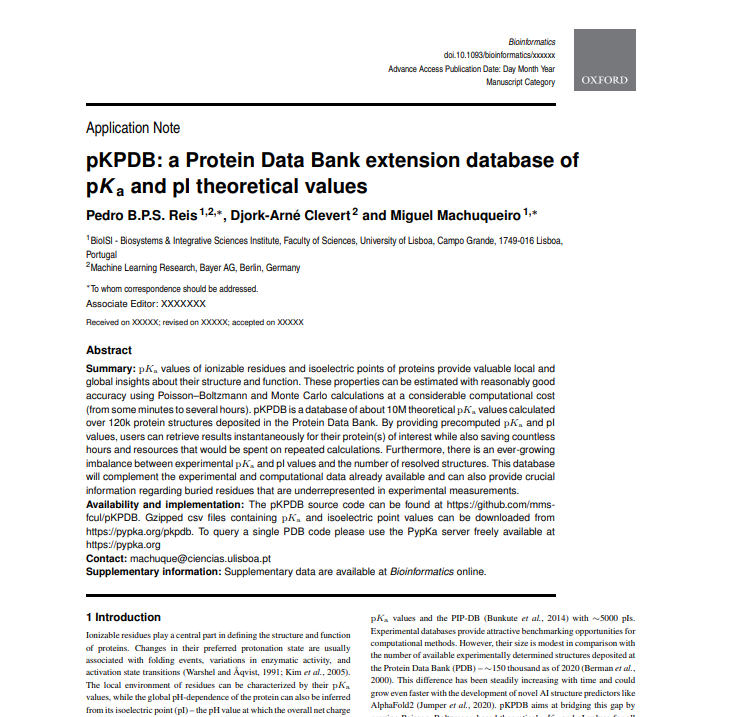 Bioinformatics
doi.10.1093/bioinformatics/xxxxxx
Advance Access Publication Date: Day Month Year
Manuscript Category
OXFORD
Application Note
pKPDB: a Protein Data Bank extension database of
pKa and pI theoretical values
Pedro B.P.S. Reis 1,2,*, Djork-Arné Clevert 2 and Miguel Machuqueiro 1,*
1BioISI - Biosystems & Integrative Sciences Institute, Faculty of Sciences, University of Lisboa, Campo Grande, 1749-016 Lisboa,
Portugal
2Machine Learning Research, Bayer AG, Berlin, Germany
*To whom correspondence should be addressed.
Associate Editor: XXXXXXX
Received on XXXXX; revised on XXXXX; accepted on XXXXX
Abstract
Summary: pKa values of ionizable residues and isoelectric points of proteins provide valuable local and
global insights about their structure and function. These properties can be estimated with reasonably good
accuracy using Poisson–Boltzmann and Monte Carlo calculations at a considerable computational cost
(from some minutes to several hours). pKPDB is a database of about 10M theoretical pKa values calculated
over 120k protein structures deposited in the Protein Data Bank. By providing precomputed pKa and pI
values, users can retrieve results instantaneously for their protein(s) of interest while also saving countless
hours and resources that would be spent on repeated calculations. Furthermore, there is an ever-growing
imbalance between experimental pKa and pI values and the number of resolved structures. This database
will complement the experimental and computational data already available and can also provide crucial
information regarding buried residues that are underrepresented in experimental measurements.
Availability and implementation: The pKPDB source code can be found at https://github.com/mms-
fcul/pKPDB. Gzipped csv files containing pKa and isoelectric point values can be downloaded from
https://pypka.org/pkpdb. To query a single PDB code please use the PypKa server freely available at
https://pypka.org
Contact: machuque@ciencias.ulisboa.pt
Supplementary information: Supplementary data are available at Bioinformatics online.
1 Introduction
Ionizable residues play a central part in defining the structure and function
of proteins. Changes in their preferred protonation state are usually
associated with folding events, variations in enzymatic activity, and
activation state transitions (Warshel and Åqvist, 1991; Kim et al., 2005).
The local environment of residues can be characterized by their pKa
values, while the global pH-dependence of the protein can also be inferred
from its isoelectric point (pI) – the pH value at which the overall net charge
pKa values and the PIP-DB (Bunkute et al., 2014) with ∼5000 pIs.
Experimental databases provide attractive benchmarking opportunities for
computational methods. However, their size is modest in comparison with
the number of available experimentally determined structures deposited at
the Protein Data Bank (PDB) – ∼150 thousand as of 2020 (Berman et al.,
2000). This difference has been steadily increasing with time and could
grow even faster with the development of novel AI structure predictors like
AlphaFold2 (Jumper et al., 2020). pKPDB aims at bridging this gap by